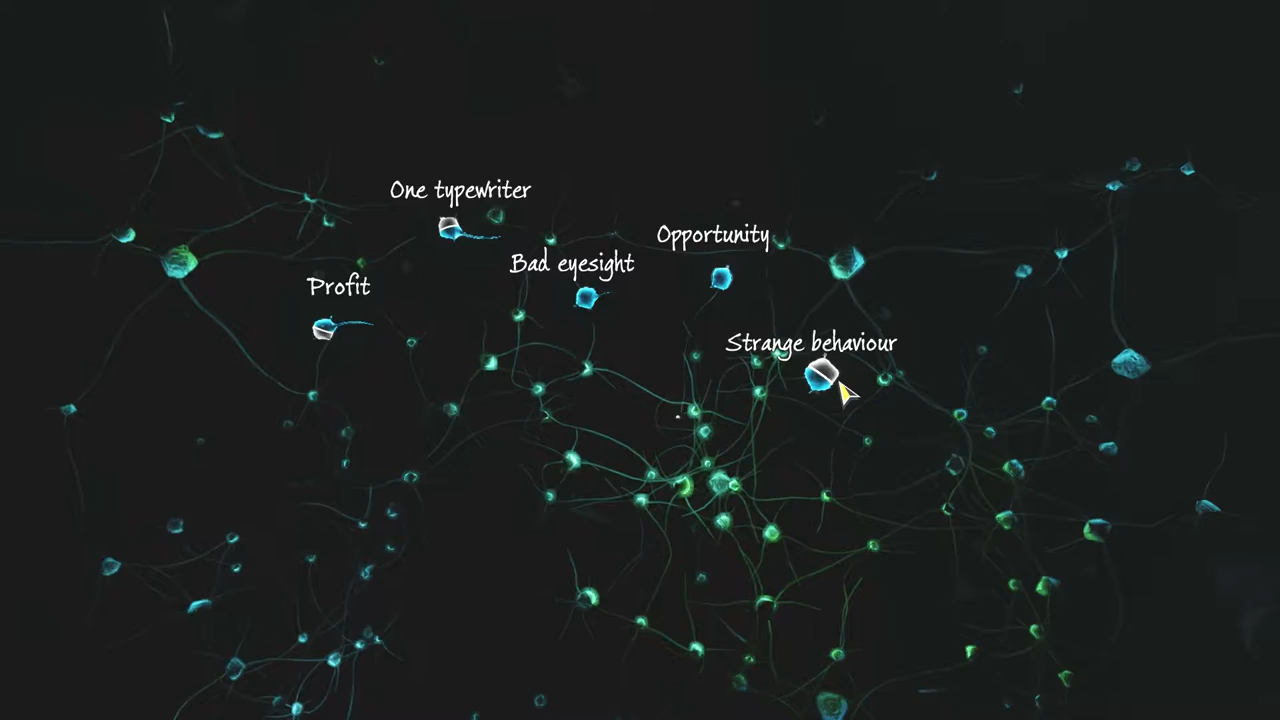 One typewriter
Opportunity
Bad eyesight
Profit
Strange behaviour